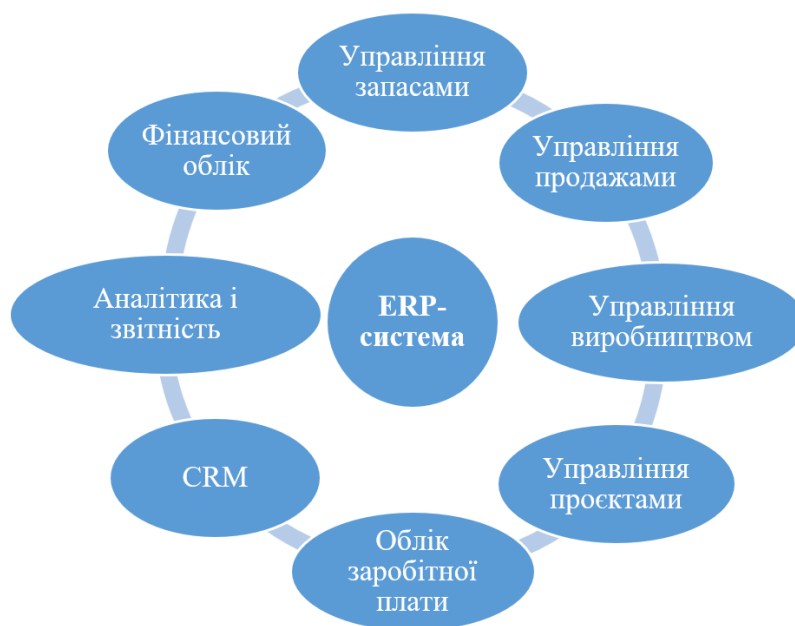 Управління
запасами
Управління
продажами
Управління
виробництвом
Управління
проєктами
Облік
заробітної
плати
CRM
Аналітика і
звітність
Фінансовий
облік
ERP-
система